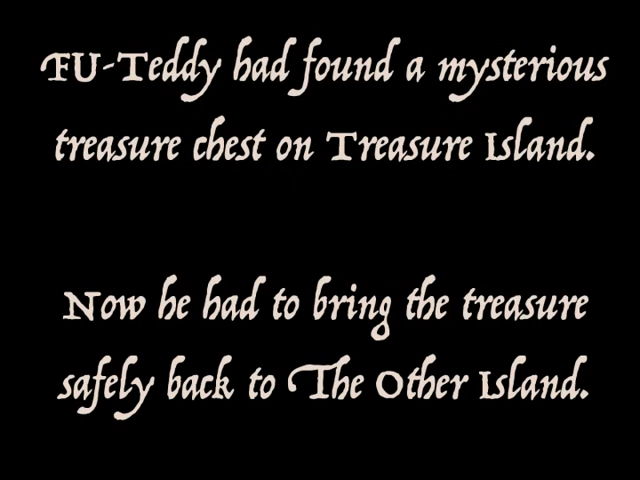 FU-Teddy had found a mysterious
treasure chest on Treasure Island.
Now he had to bring the treasure
safely back to The Other Island.